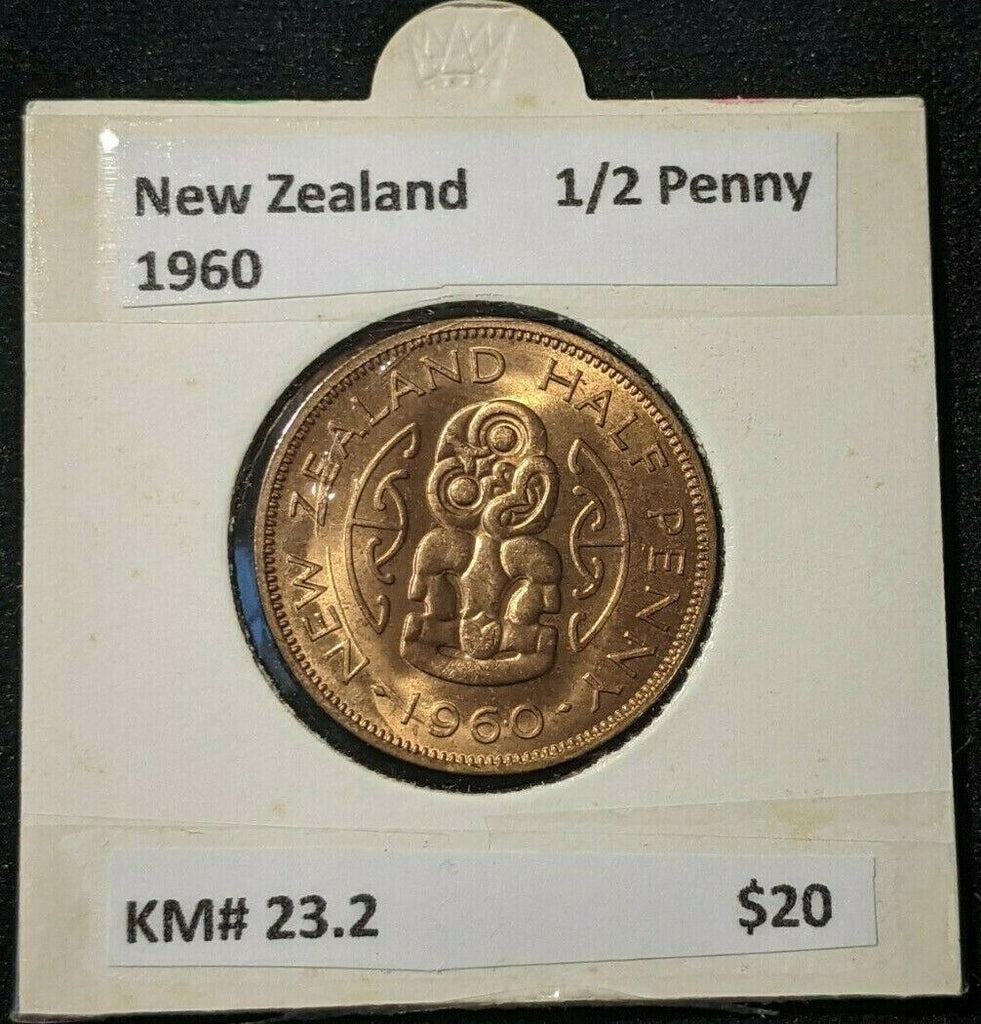 New Zealand 1/2 Penny
1960
NEW ZEALAND HALF PENNY
·1960·
KM# 23.2 $20